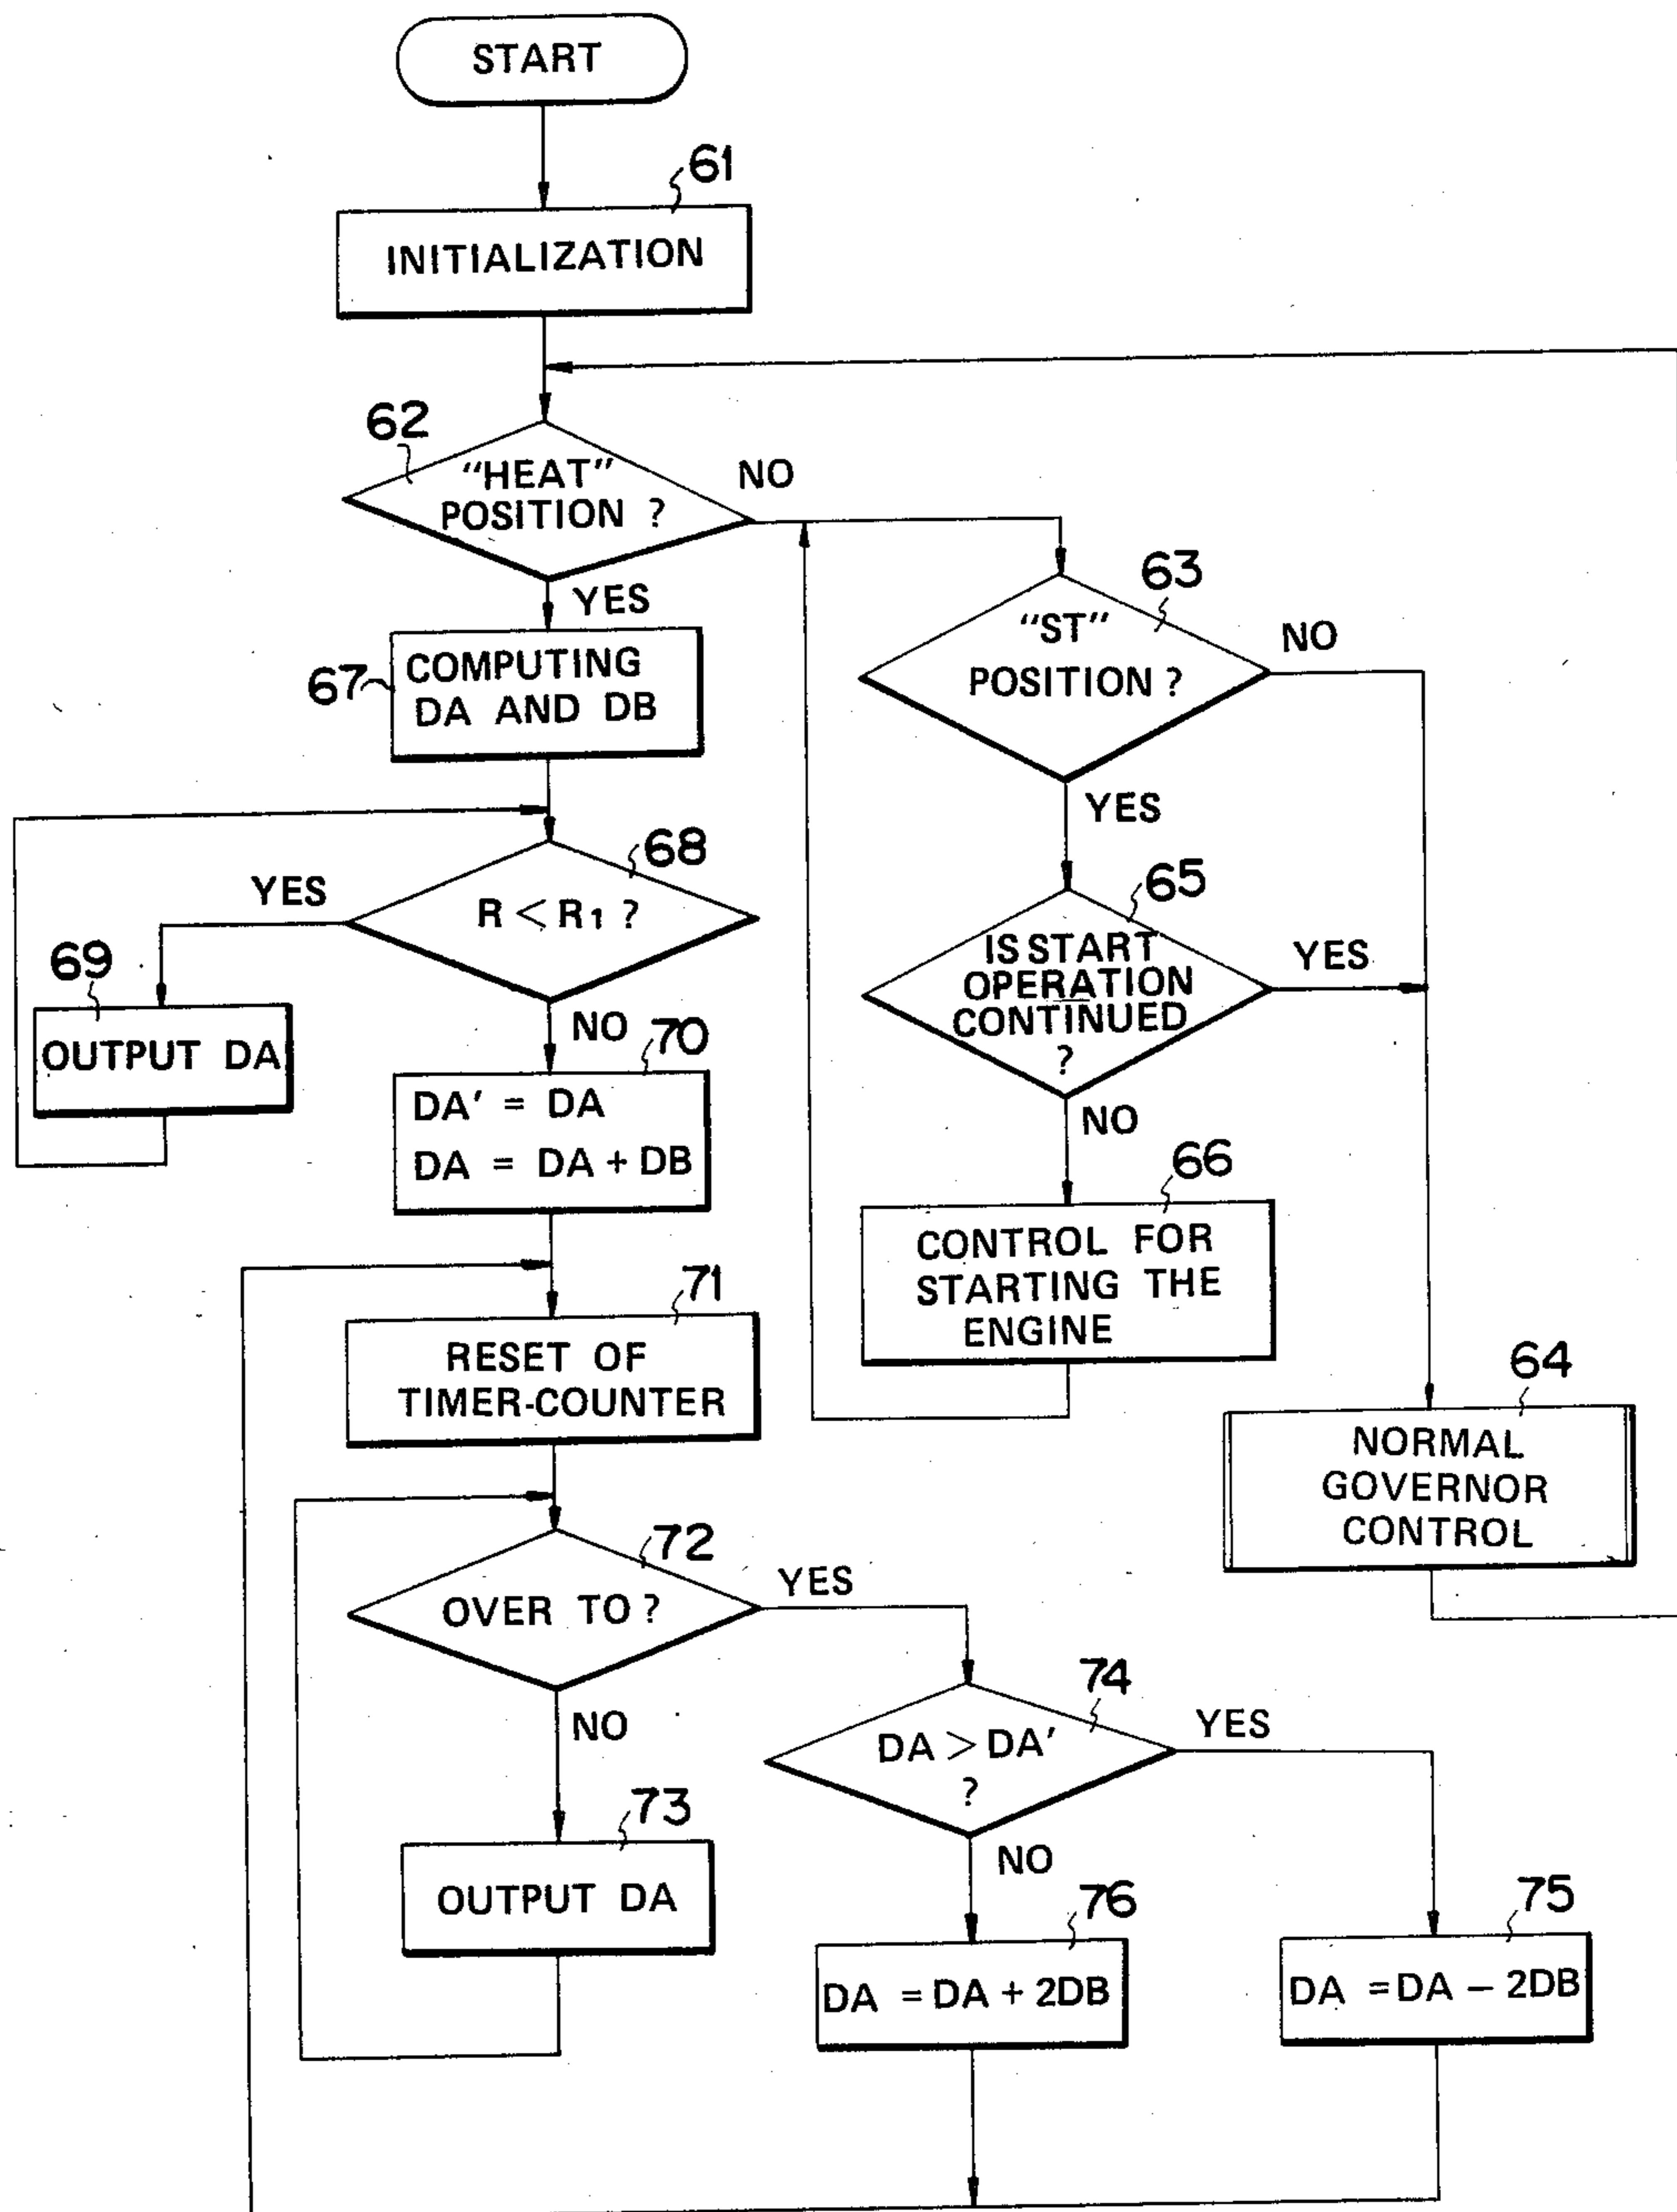 START
61
INITIALIZATION
62
“HEAT”
POSITION ?
NO
YES
63
“ST”
POSITION ?
NO
YES
67
COMPUTING
DA AND DB
68
R < R1 ?
YES
NO
65
IS START
OPERATION
CONTINUED
?
YES
NO
69
OUTPUT DA
70
DA' = DA
DA = DA + DB
66
CONTROL FOR
STARTING THE
ENGINE
71
RESET OF
TIMER-COUNTER
64
NORMAL
GOVERNOR
CONTROL
72
OVER TO ?
YES
NO
74
DA > DA'
?
YES
NO
73
OUTPUT DA
76
DA = DA + 2DB
75
DA = DA − 2DB